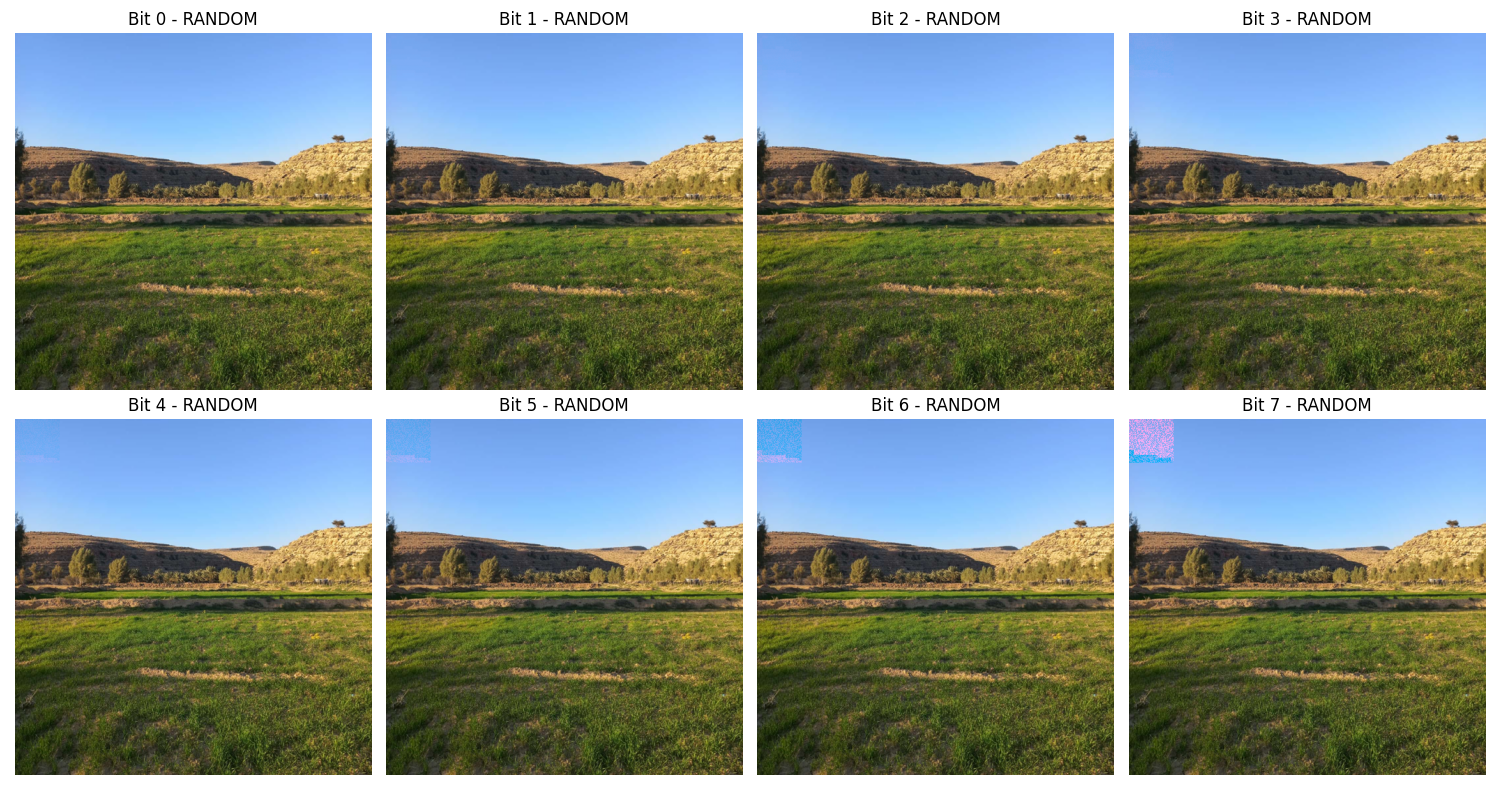 Bit 0 - RANDOM
Bit 1 - RANDOM
Bit 2 - RANDOM
Bit 3 - RANDOM
Bit 4 - RANDOM
Bit 5 - RANDOM
Bit 6 - RANDOM
Bit 7 - RANDOM